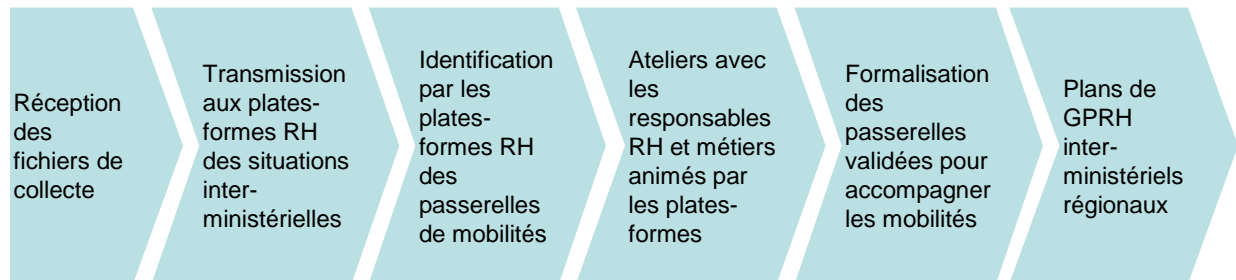 Réception
des
fichiers de
collecte
Transmission
aux plates-
formes RH
des situations
inter-
ministérielles
Identification
par les
plates-
formes RH
des
passerelles
de mobilités
Ateliers avec
les
responsables
RH et métiers
animés par
les plates-
formes
Formalisation
des
passerelles
validées pour
accompagner
les mobilités
Plans de
GPRH
inter-
ministériels
régionaux